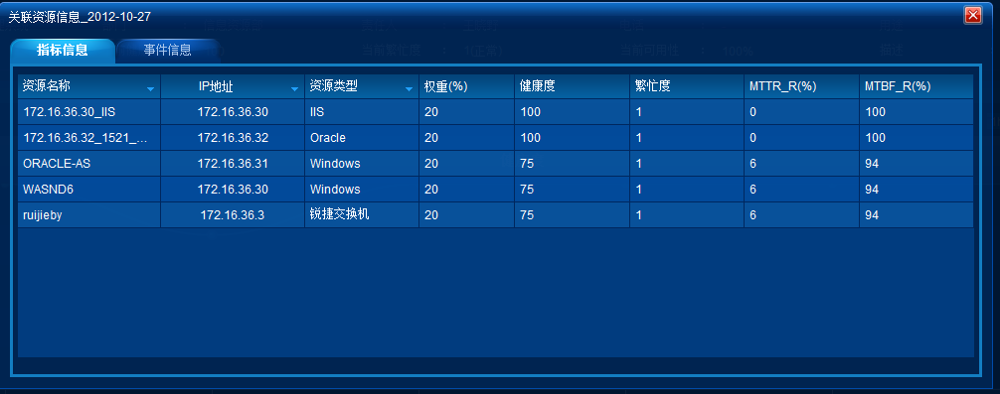 关联资源信息_2012-10-27
指标信息 事件信息
资源名称 IP地址 资源类型 权重(%) 健康度 繁忙度 MTTR_R(%) MTBF_R(%)
172.16.36.30_IIS 172.16.36.30 IIS 20 100 1 0 100
172.16.36.32_1521_... 172.16.36.32 Oracle 20 100 1 0 100
ORACLE-AS 172.16.36.31 Windows 20 75 1 6 94
WASND6 172.16.36.30 Windows 20 75 1 6 94
ruijieby 172.16.36.3 锐捷交换机 20 75 1 6 94